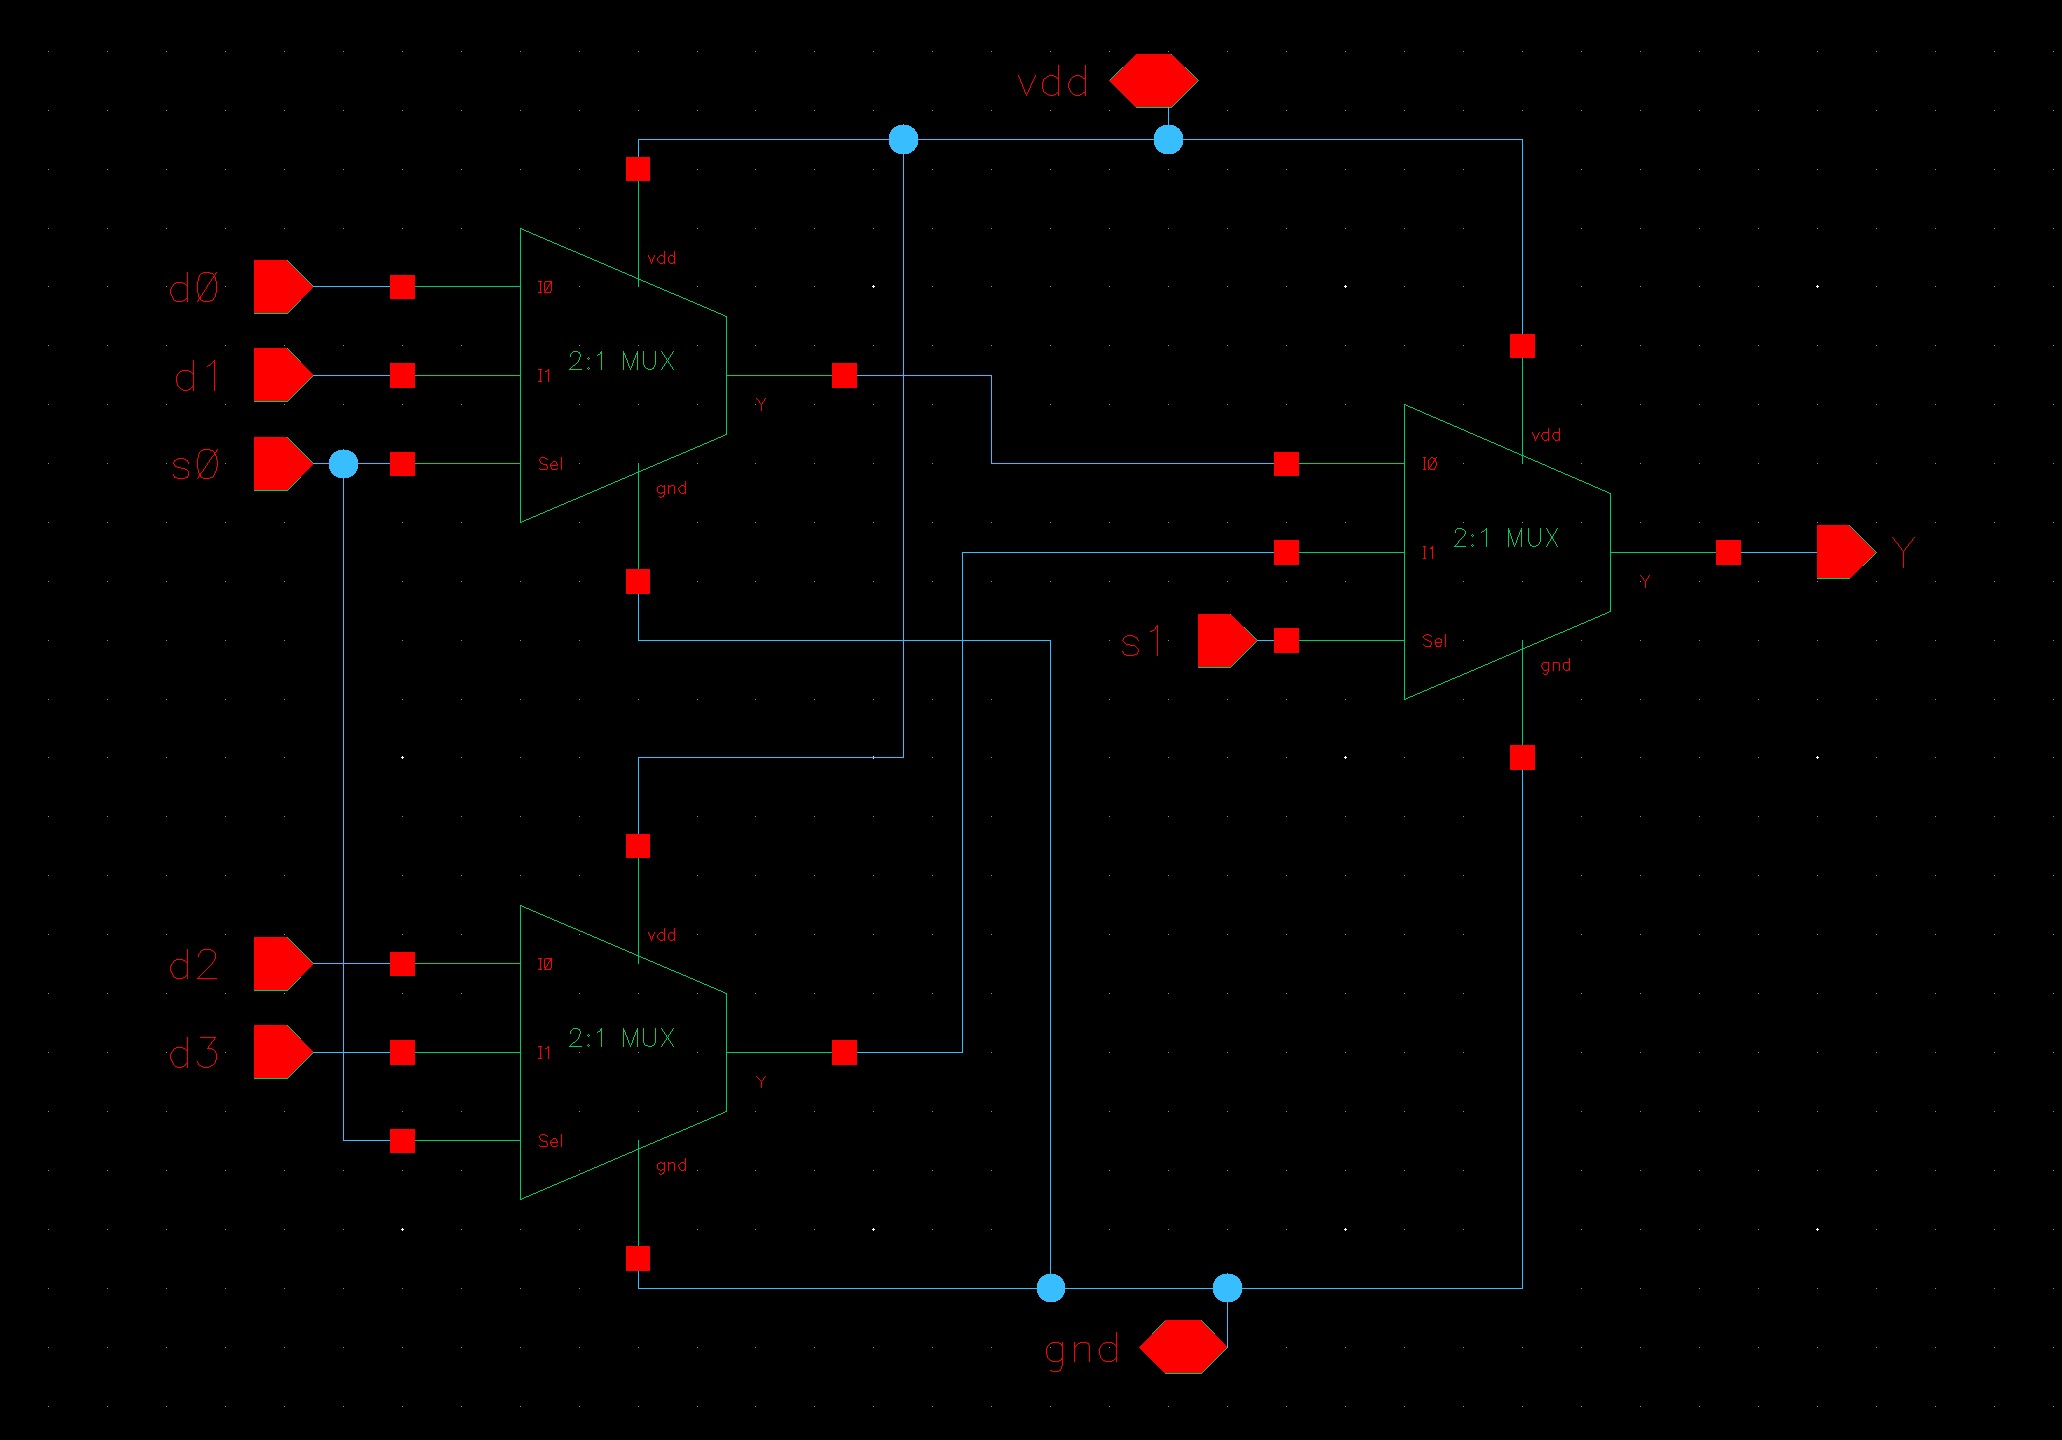 vdd
vdd
d0
I0
2:1 MUX
d1
I1
Y
s0
Sel
gnd
vdd
I0
2:1 MUX
I1
Y
Y
s1
Sel
gnd
vdd
d2
I0
2:1 MUX
d3
I1
Y
Sel
gnd
gnd